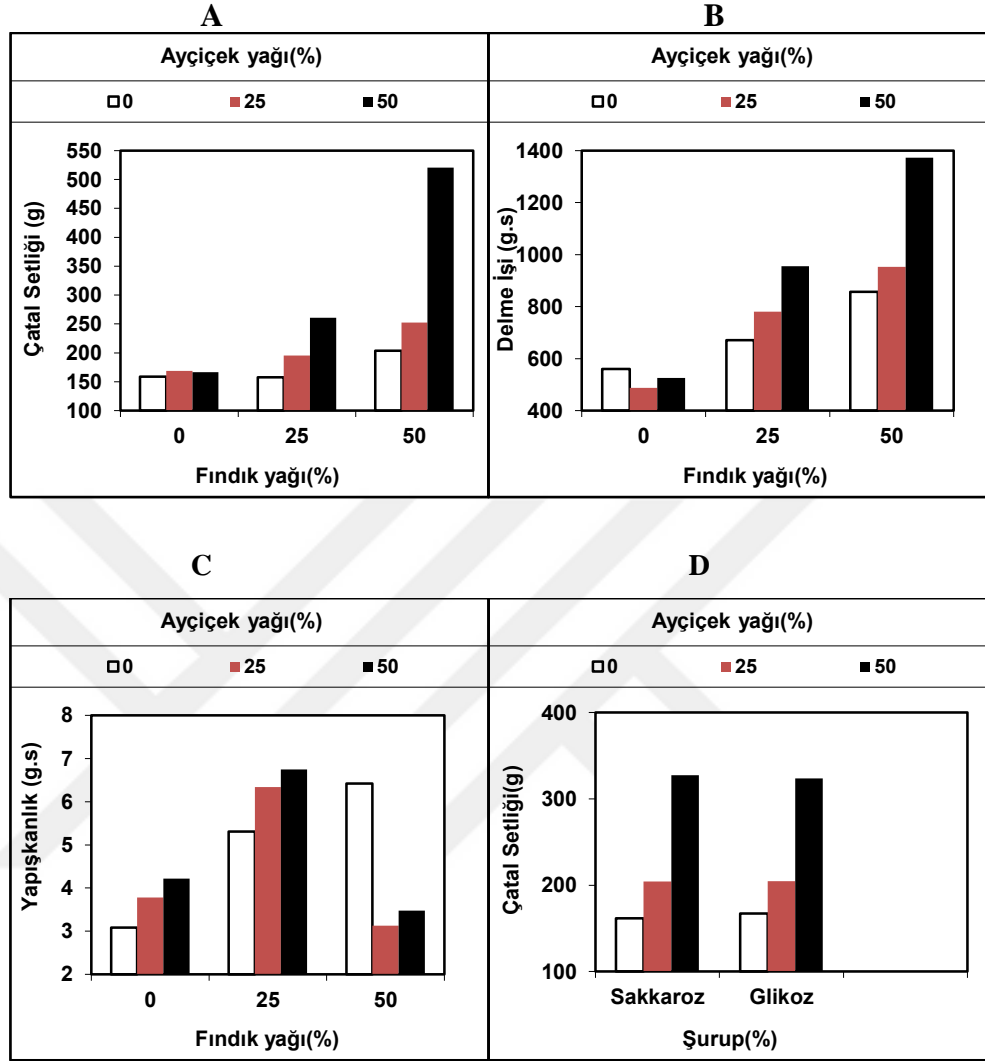 A
Ayçiçek yağı(%)
0 25 50
Çatal Setliği (g)
550
500
450
400
350
300
250
200
150
100
0 25 50
Fındık yağı(%)
B
Ayçiçek yağı(%)
0 25 50
Delme İşi (g.s)
1400
1200
1000
800
600
400
0 25 50
Fındık yağı(%)
C
Ayçiçek yağı(%)
0 25 50
Yapışkanlık (g.s)
8
7
6
5
4
3
2
0 25 50
Fındık yağı(%)
D
Ayçiçek yağı(%)
0 25 50
Çatal Setliği(g)
400
300
200
100
Sakkaroz Glikoz
Şurup(%)